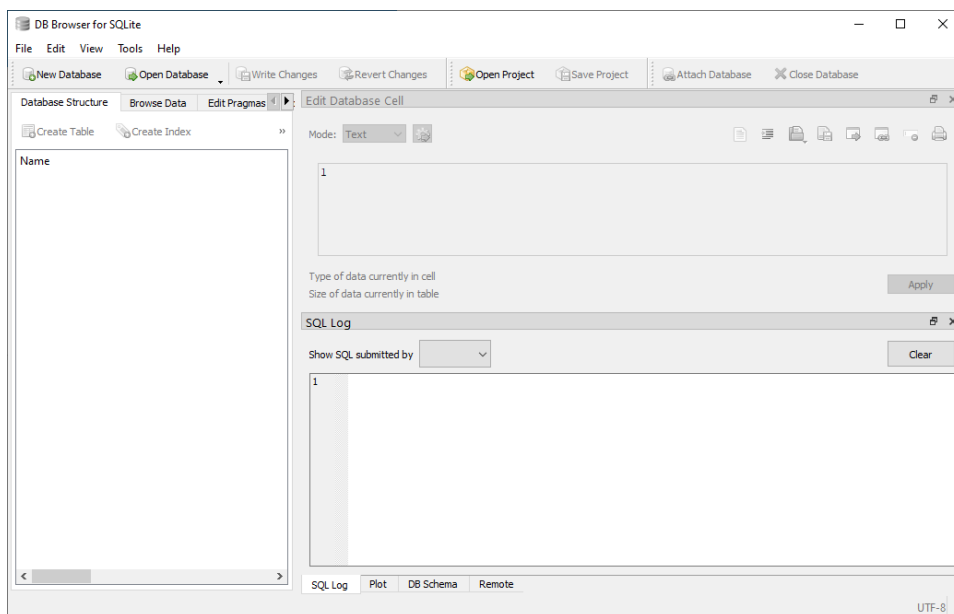 DB Browser for SQLite
File Edit View Tools Help
New Database Open Database Write Changes Revert Changes Open Project Save Project Attach Database Close Database
Database Structure Browse Data Edit Pragmas
Create Table Create Index »
Name
Edit Database Cell
Mode: Text
1
Type of data currently in cell
Size of data currently in table
Apply
SQL Log
Show SQL submitted by
Clear
1
SQL Log Plot DB Schema Remote
UTF-8